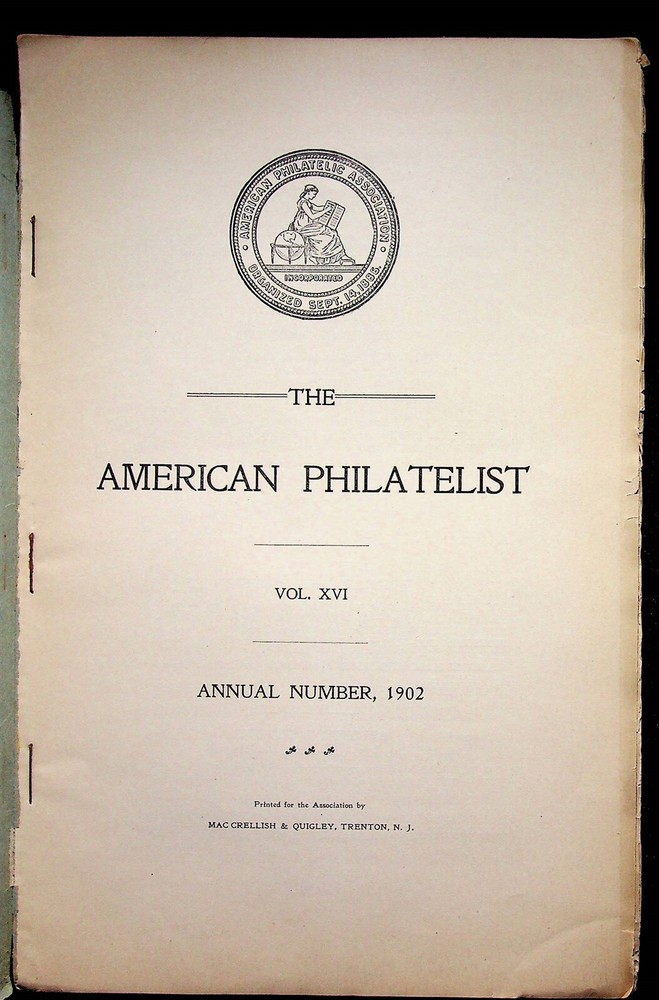 AMERICAN PHILATELIC ASSOCIATION
INCORPORATED
ORGANIZED SEPT. 14, 1886.
THE
AMERICAN PHILATELIST
VOL. XVI
ANNUAL NUMBER, 1902
Printed for the Association by
MAC CRELLISH & QUIGLEY, TRENTON, N. J.